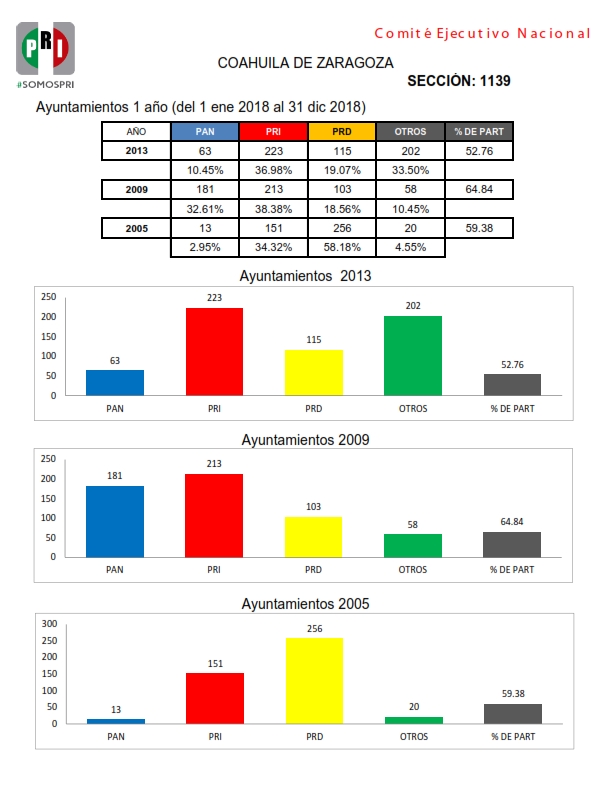 Comité Ejecutivo Nacional
PRI
#SOMOSPRI
COAHUILA DE ZARAGOZA
SECCIÓN: 1139
Ayuntamientos 1 año (del 1 ene 2018 al 31 dic 2018)
AÑO PAN PRI PRD OTROS % DE PART
2013 63 223 115 202 52.76
10.45% 36.98% 19.07% 33.50%
2009 181 213 103 58 64.84
32.61% 38.38% 18.56% 10.45%
2005 13 151 256 20 59.38
2.95% 34.32% 58.18% 4.55%
Ayuntamientos 2013
250
200
150
100
50
0
63 223 115 202 52.76
PAN PRI PRD OTROS % DE PART
Ayuntamientos 2009
250
200
150
100
50
0
181 213 103 58 64.84
PAN PRI PRD OTROS % DE PART
Ayuntamientos 2005
300
250
200
150
100
50
0
13 151 256 20 59.38
PAN PRI PRD OTROS % DE PART